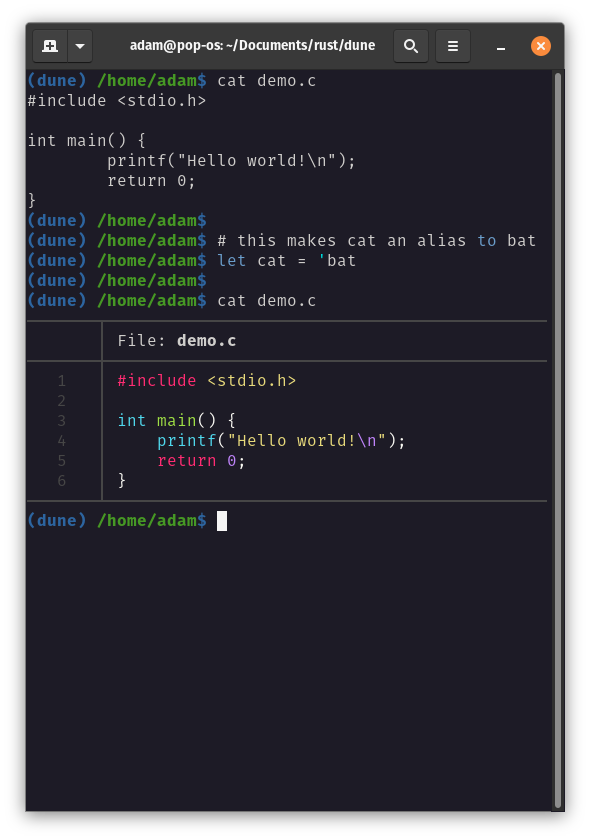 adam@pop-os: ~/Documents/rust/dune
(dune) /home/adam$ cat demo.c
#include <stdio.h>
int main() {
        printf("Hello world!\n");
        return 0;
}
(dune) /home/adam$
(dune) /home/adam$ # this makes cat an alias to bat
(dune) /home/adam$ let cat = 'bat
(dune) /home/adam$
(dune) /home/adam$ cat demo.c
File: demo.c
1 #include <stdio.h>
2
3 int main() {
4     printf("Hello world!\n");
5     return 0;
6 }
(dune) /home/adam$